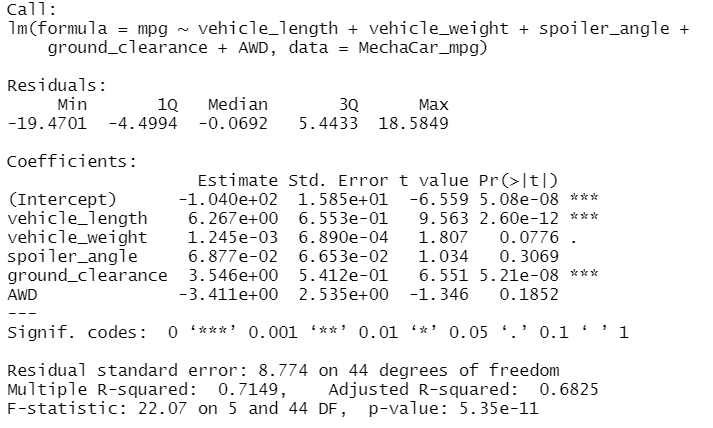 Call:
lm(formula = mpg ~ vehicle_length + vehicle_weight + spoiler_angle +
    ground_clearance + AWD, data = MechaCar_mpg)

Residuals:
     Min       1Q   Median       3Q      Max
-19.4701  -4.4994  -0.0692   5.4433  18.5849

Coefficients:
                   Estimate Std. Error t value Pr(>|t|)
(Intercept)      -1.040e+02  1.585e+01  -6.559 5.08e-08 ***
vehicle_length    6.267e+00  6.553e-01   9.563 2.60e-12 ***
vehicle_weight    1.245e-03  6.890e-04   1.807   0.0776 .
spoiler_angle     6.877e-02  6.653e-02   1.034   0.3069
ground_clearance  3.546e+00  5.412e-01   6.551 5.21e-08 ***
AWD              -3.411e+00  2.535e+00  -1.346   0.1852
---
Signif. codes:  0 ‘***’ 0.001 ‘**’ 0.01 ‘*’ 0.05 ‘.’ 0.1 ‘ ’ 1

Residual standard error: 8.774 on 44 degrees of freedom
Multiple R-squared:  0.7149,    Adjusted R-squared:  0.6825
F-statistic: 22.07 on 5 and 44 DF,  p-value: 5.35e-11